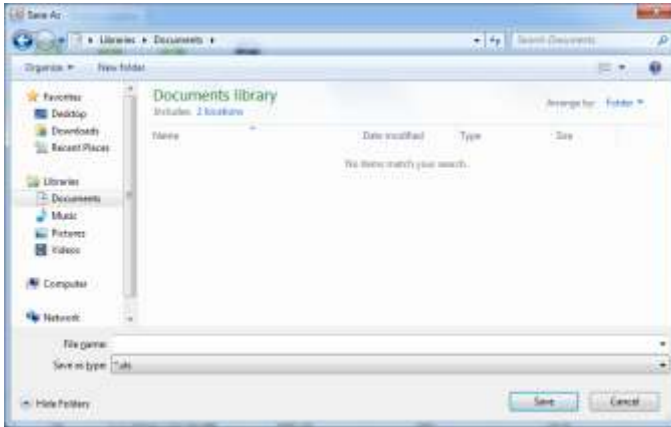 Save As
Libraries ▸ Documents ▸
Search Documents
Organize
New folder
Favorites
Desktop
Downloads
Recent Places
Libraries
Documents
Music
Pictures
Videos
Computer
Network
Documents library
Includes: 2 locations
Arrange by: Folder
Name
Date modified
Type
Size
No items match your search.
File name:
Save as type:
Hide Folders
Save
Cancel